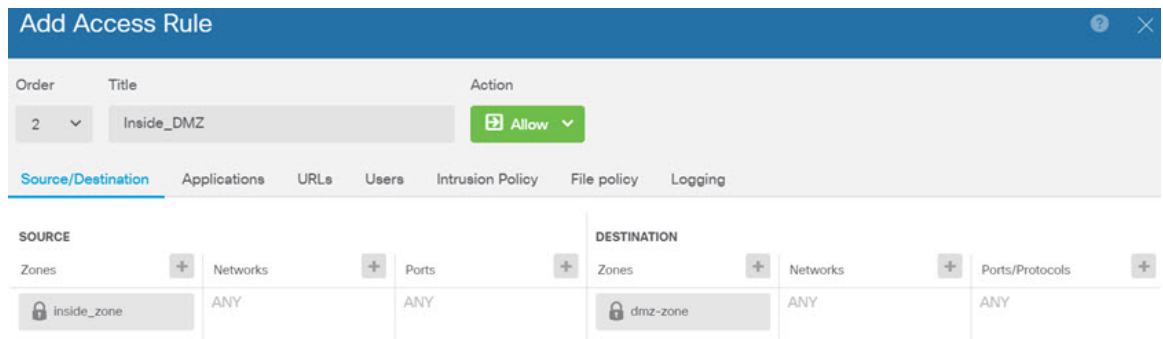 Add Access Rule
Order Title Action
2 Inside_DMZ Allow
Source/Destination Applications URLs Users Intrusion Policy File policy Logging
SOURCE DESTINATION
Zones Networks Ports Zones Networks Ports/Protocols
inside_zone ANY ANY dmz-zone ANY ANY